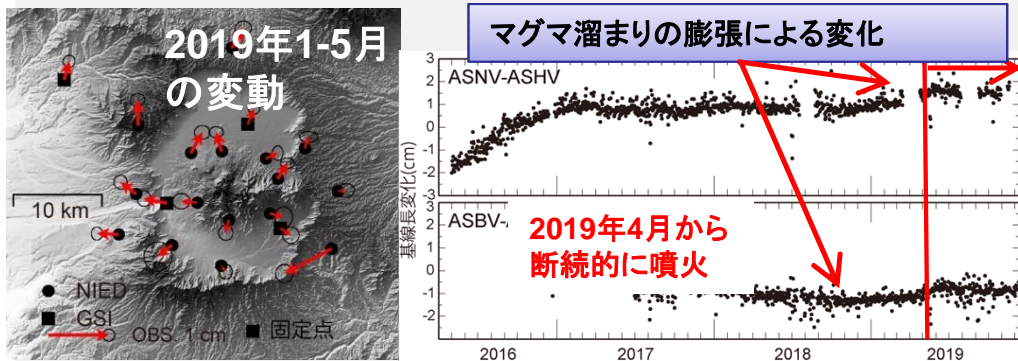 2019年1-5月
の変動
10 km
NIED
GSI
OBS. 1 cm
固定点
マグマ溜まりの膨張による変化
ASNV-ASHV
3
2
1
0
-1
-2
-3
基線長変化(cm)
ASBV-
3
2
1
0
-1
-2
2019年4月から
断続的に噴火
2016
2017
2018
2019